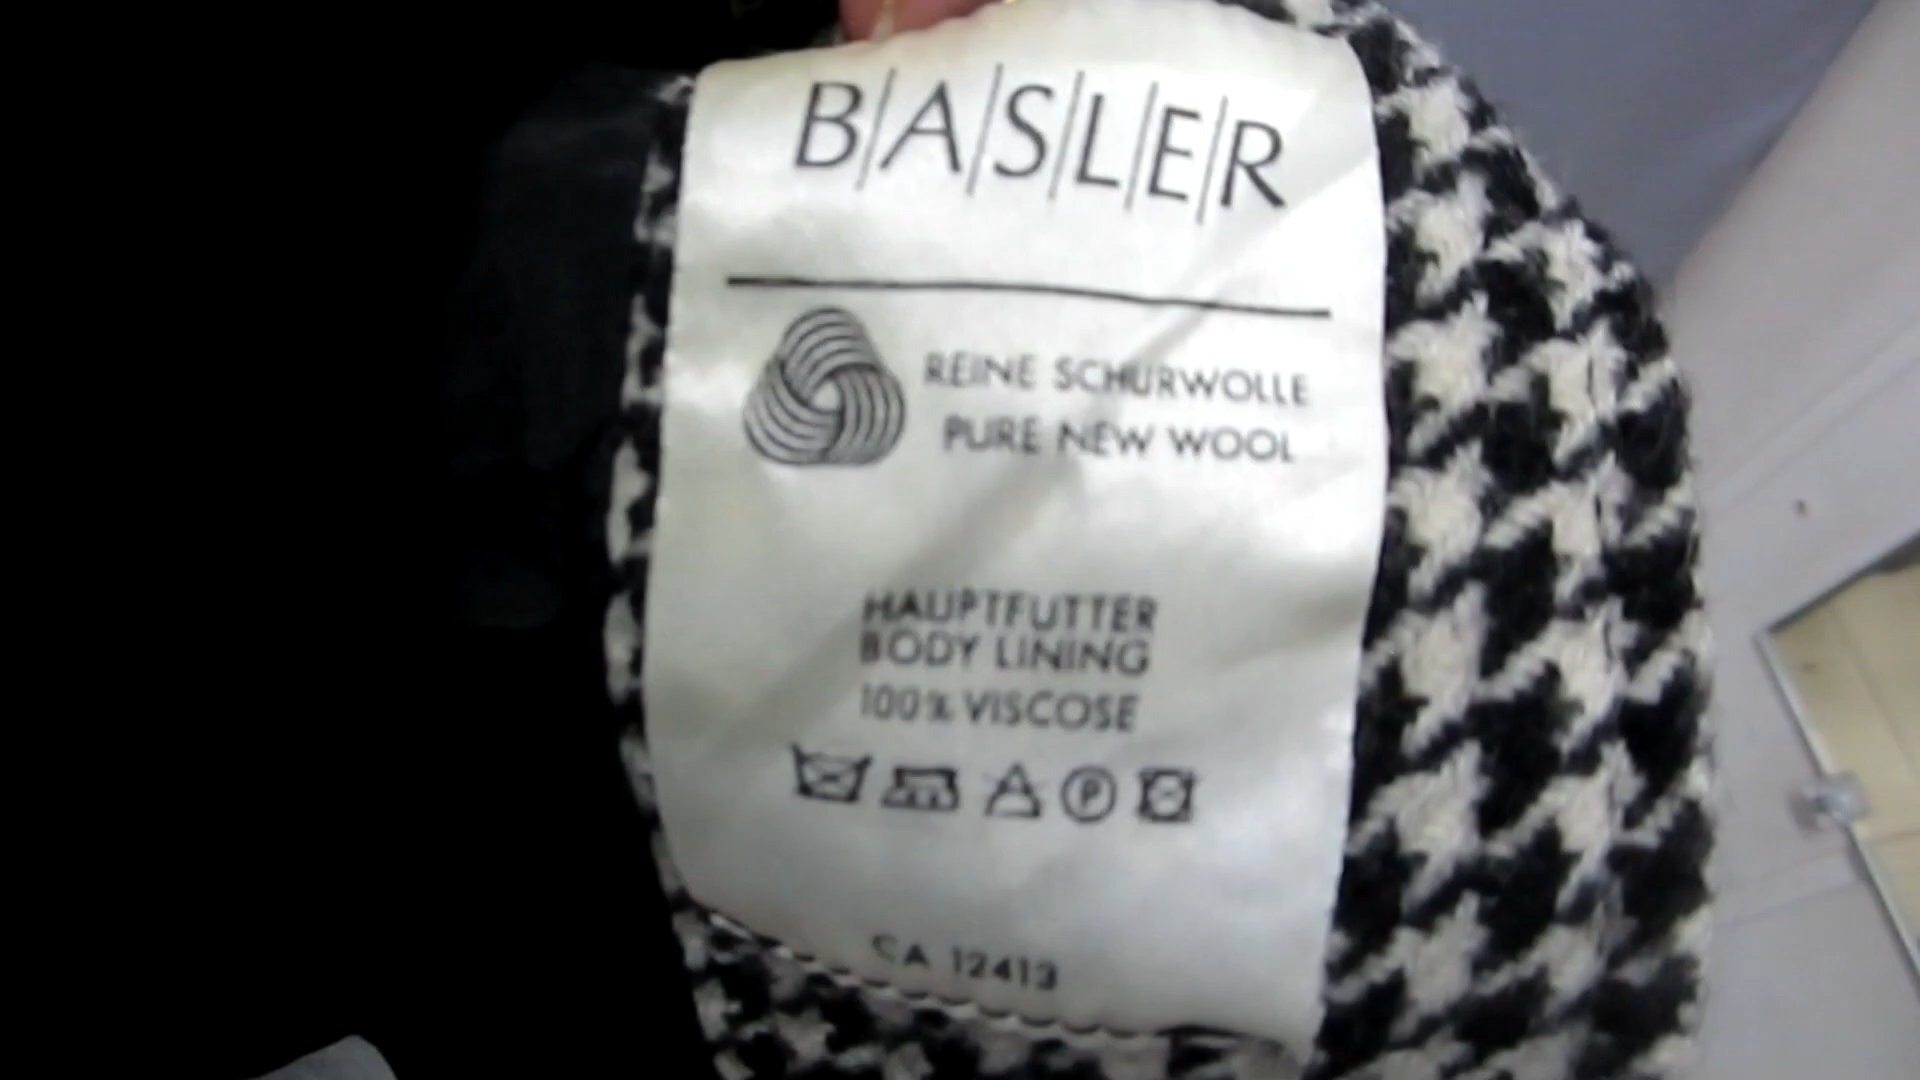 B|A|S|L|E|R
REINE SCHURWOLLE
PURE NEW WOOL
HAUPTFUTTER
BODY LINING
100% VISCOSE
P
CA 12413